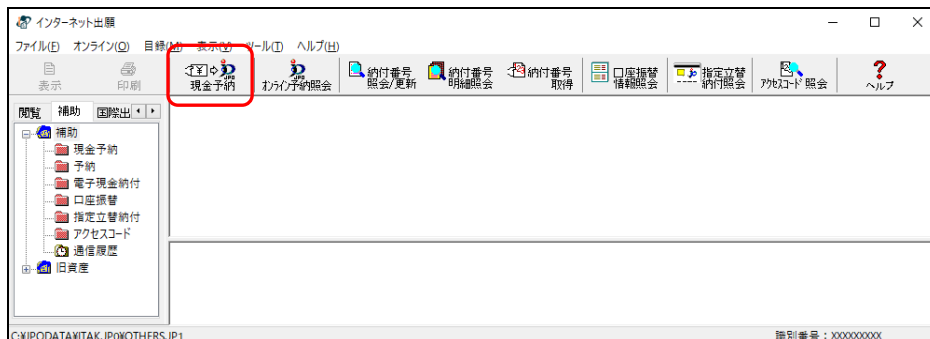 インターネット出願
ファイル(F) オンライン(O) 目録(M) 表示(V) ツール(T) ヘルプ(H)
表示
印刷
現金予納
オンライン予納照会
納付番号
照会/更新
納付番号
明細照会
納付番号
取得
口座振替
情報照会
指定立替
納付照会
アクセスコード照会
ヘルプ
閲覧 補助 国際出
補助
現金予納
予納
電子現金納付
口座振替
指定立替納付
アクセスコード
通信履歴
旧資産
C:¥JPODATA¥ITAK.JP0¥OTHERS.JP1 識別番号：XXXXXXXXX